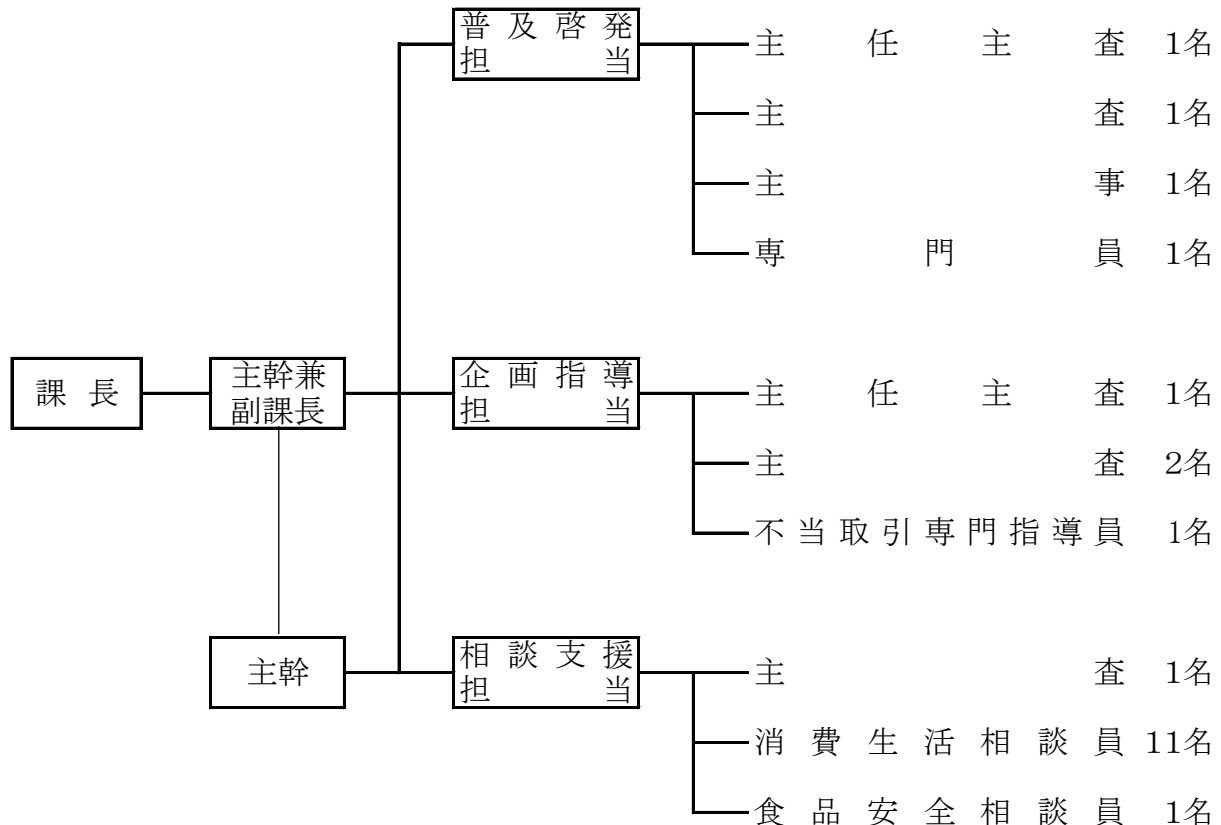 普及啓発
担当
主任主査 1名
主査 1名
主事 1名
専門員 1名
課長
主幹兼
副課長
企画指導
担当
主任主査 1名
主査 2名
不当取引専門指導員 1名
主幹
相談支援
担当
主査 1名
消費生活相談員 11名
食品安全相談員 1名